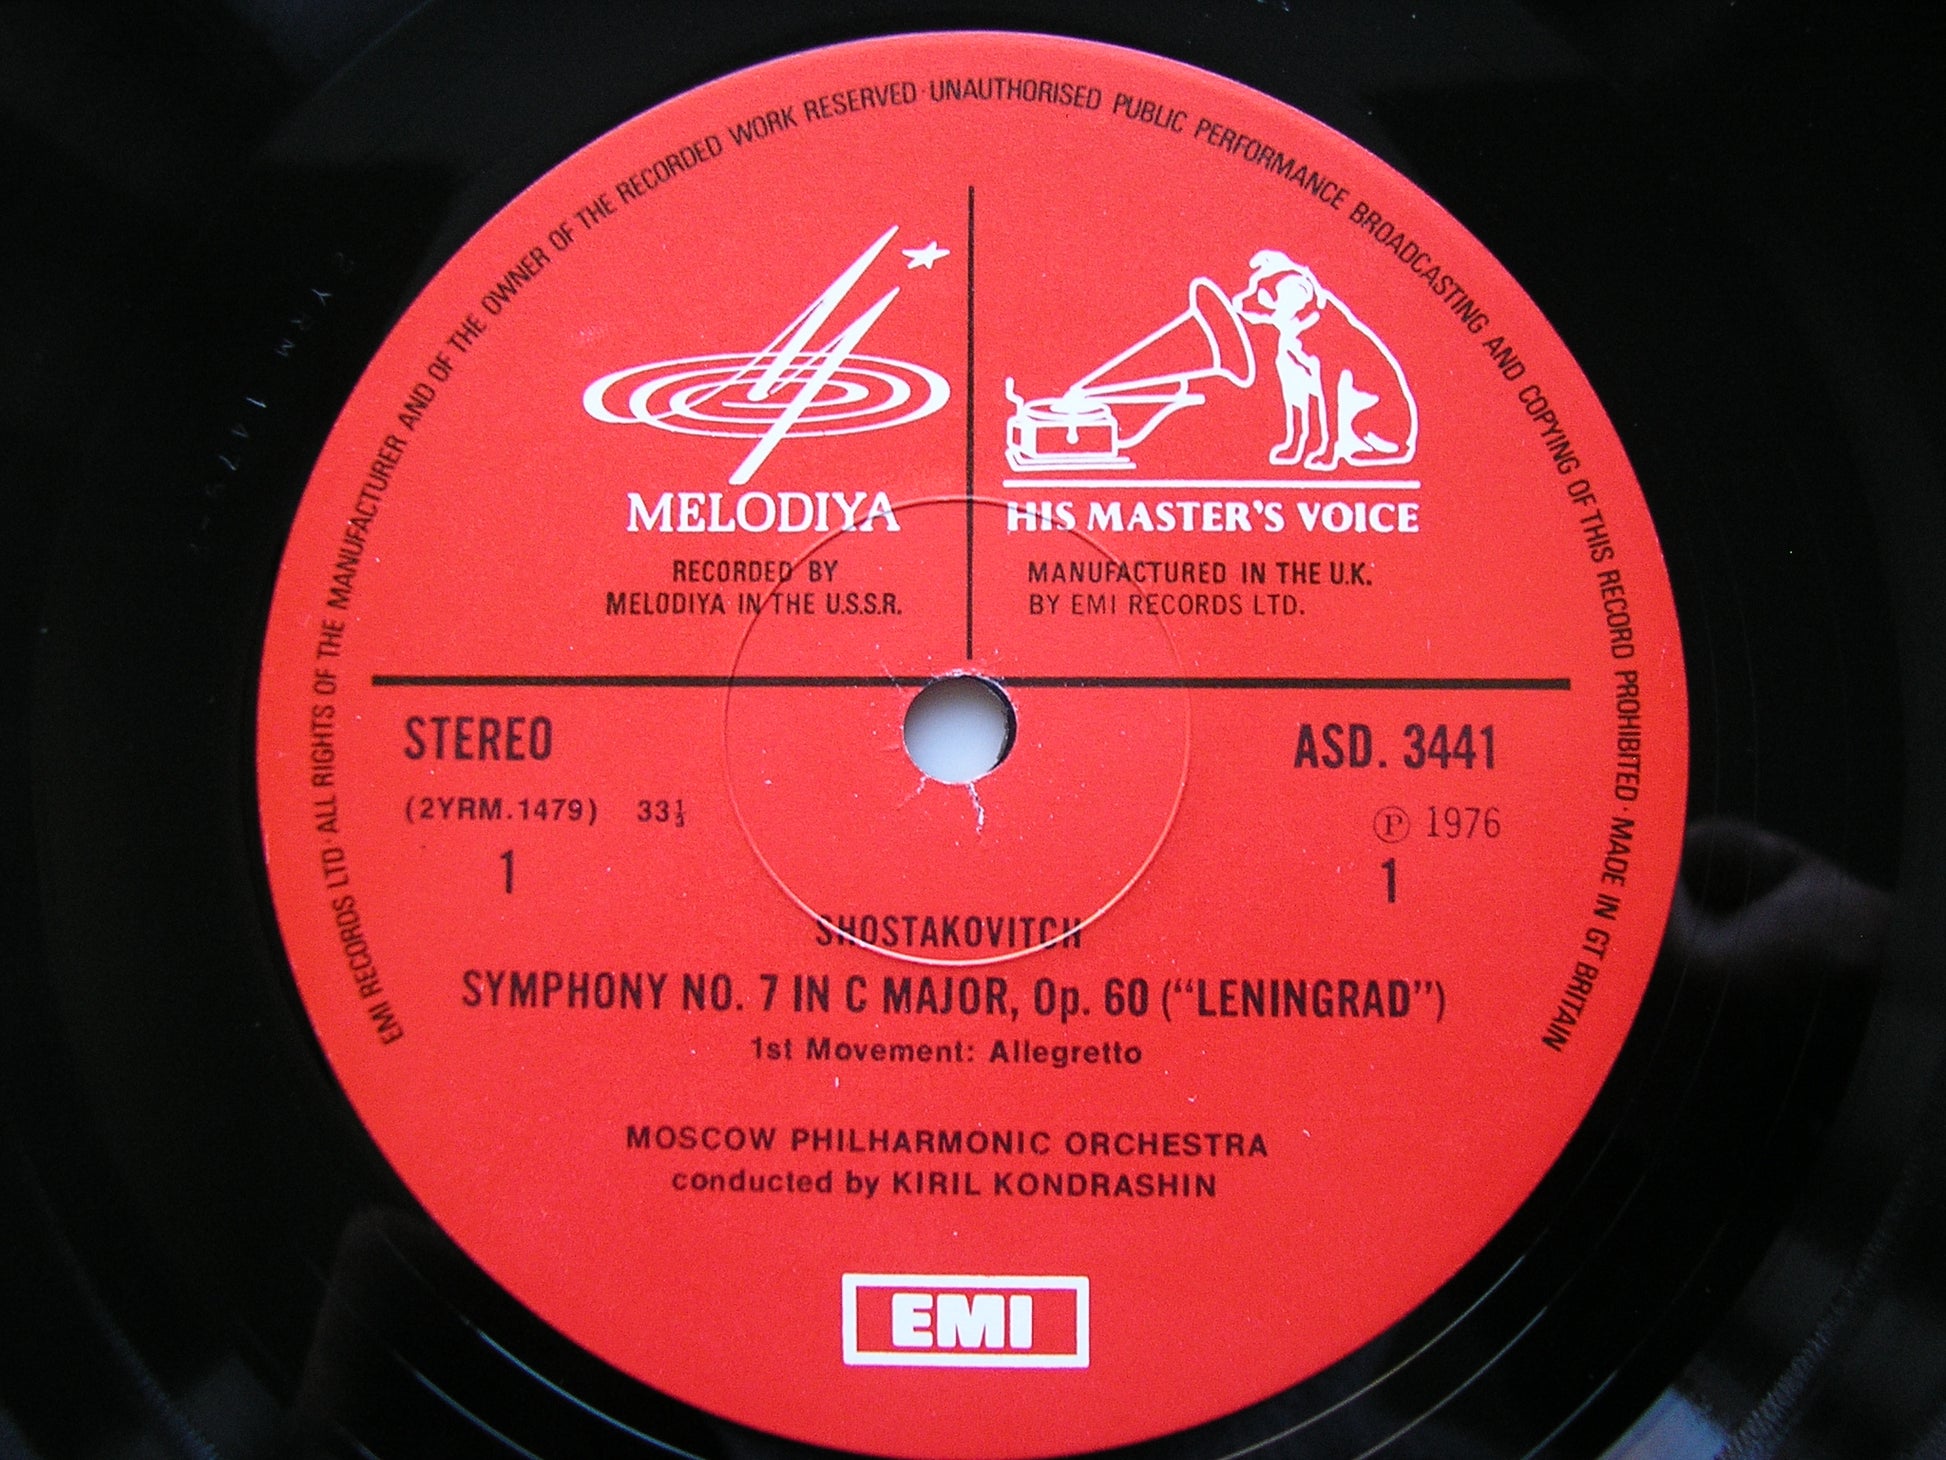 EMI RECORDS LTD · ALL RIGHTS OF THE MANUFACTURER AND OF THE OWNER OF THE RECORDED WORK RESERVED · UNAUTHORISED PUBLIC PERFORMANCE BROADCASTING AND COPYING OF THIS RECORD PROHIBITED · MADE IN GT BRITAIN
2YRM 1479
MELODIYA
RECORDED BY
MELODIYA IN THE U.S.S.R.
HIS MASTER'S VOICE
MANUFACTURED IN THE U.K.
BY EMI RECORDS LTD.
STEREO
(2YRM.1479) 33⅓
1
ASD. 3441
℗ 1976
1
SHOSTAKOVITCH
SYMPHONY NO. 7 IN C MAJOR, Op. 60 ("LENINGRAD")
1st Movement: Allegretto
MOSCOW PHILHARMONIC ORCHESTRA
conducted by KIRIL KONDRASHIN
EMI